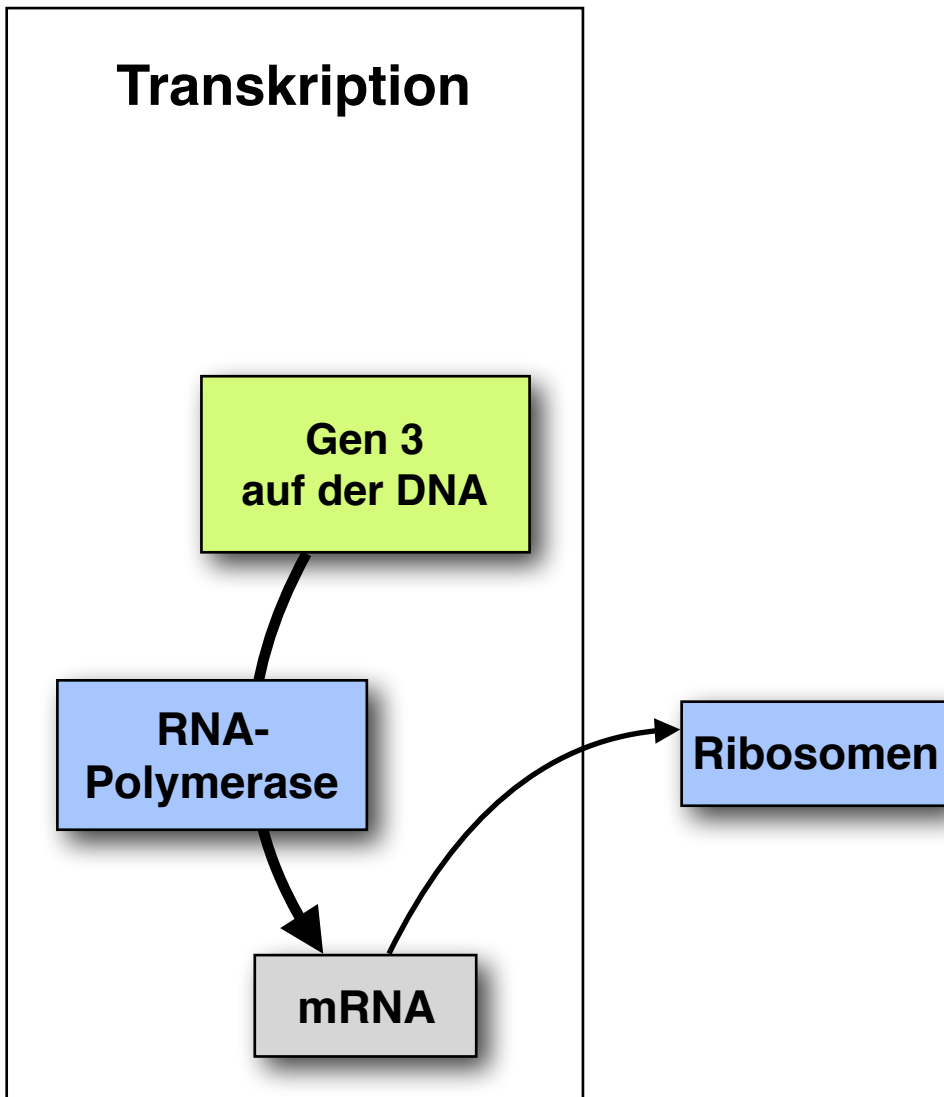 Transkription
Gen 3
auf der DNA
RNA-
Polymerase
Ribosomen
mRNA